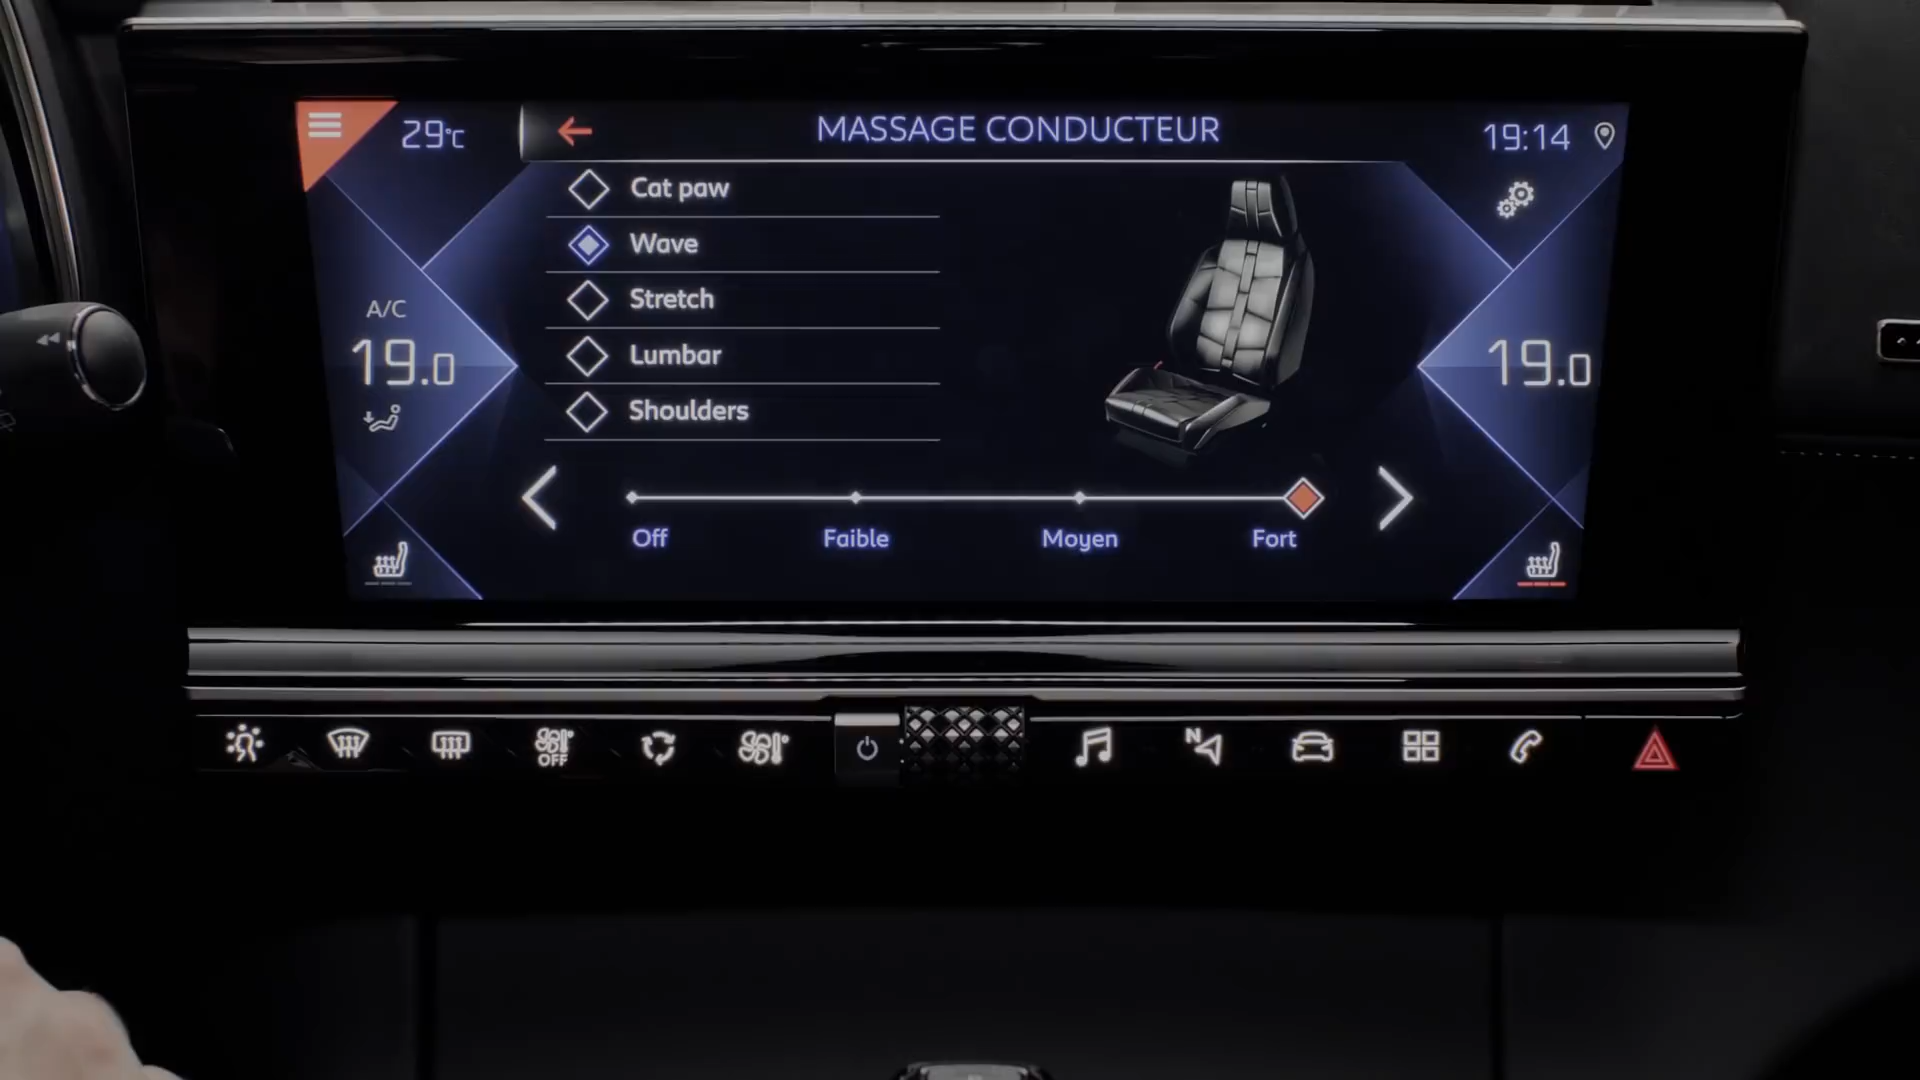 29°C
MASSAGE CONDUCTEUR
19:14
Cat paw
Wave
Stretch
Lumbar
Shoulders
A/C
19.0
19.0
Off
Faible
Moyen
Fort
OFF
N